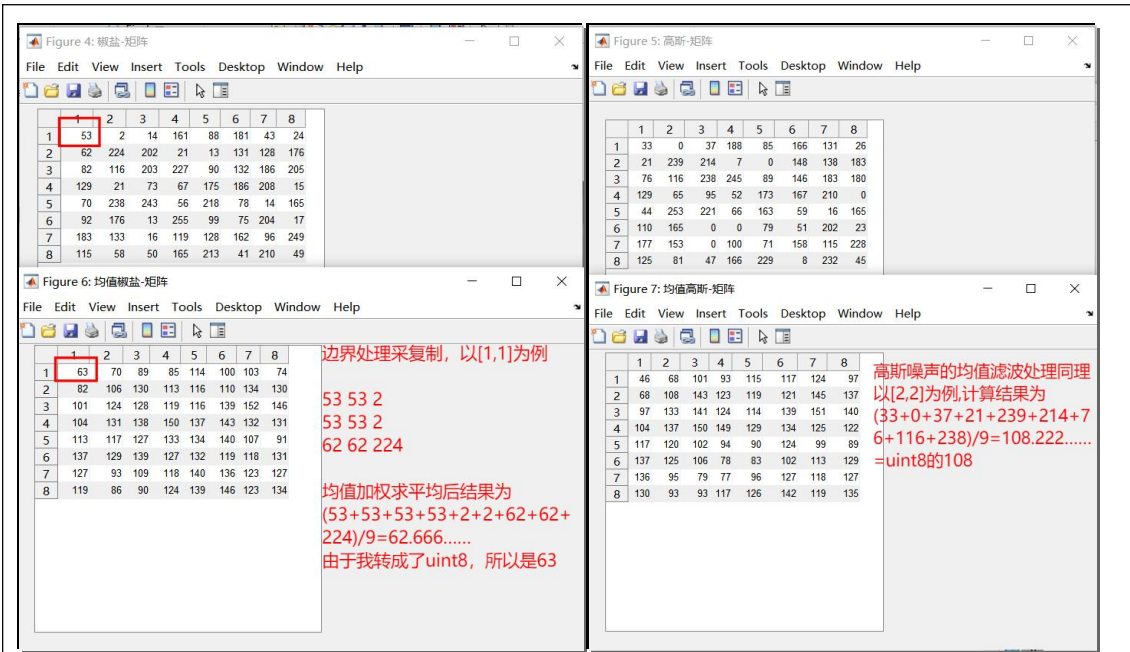 Figure 4: 椒盐-矩阵
File Edit View Insert Tools Desktop Window Help
1 2 3 4 5 6 7 8
1 53 2 14 161 88 181 43 24
2 62 224 202 21 13 131 128 176
3 82 116 203 227 90 132 186 205
4 129 21 73 67 175 186 208 15
5 70 238 243 56 218 78 14 165
6 92 176 13 255 99 75 204 17
7 183 133 16 119 128 162 96 249
8 115 58 50 165 213 41 210 49
Figure 5: 高斯-矩阵
File Edit View Insert Tools Desktop Window Help
1 2 3 4 5 6 7 8
1 33 0 37 188 85 166 131 26
2 21 239 214 7 0 148 138 183
3 76 116 238 245 89 146 183 180
4 129 65 95 52 173 167 210 0
5 44 253 221 66 163 59 16 165
6 110 165 0 0 79 51 202 23
7 177 153 0 100 71 158 115 228
8 125 81 47 166 229 8 232 45
Figure 6: 均值椒盐-矩阵
File Edit View Insert Tools Desktop Window Help
1 2 3 4 5 6 7 8
1 63 70 89 85 114 100 103 74
2 82 106 130 113 116 110 134 130
3 101 124 128 119 116 139 152 146
4 104 131 138 150 137 143 132 131
5 113 117 127 133 134 140 107 91
6 137 129 139 127 132 119 118 131
7 127 93 109 118 140 136 123 127
8 119 86 90 124 139 146 123 134
边界处理采复制，以[1,1]为例
53 53 2
53 53 2
62 62 224
均值加权求平均后结果为
(53+53+53+53+2+2+62+62+
224)/9=62.666......
由于我转成了uint8，所以是63
Figure 7: 均值高斯-矩阵
File Edit View Insert Tools Desktop Window Help
1 2 3 4 5 6 7 8
1 46 68 101 93 115 117 124 97
2 68 108 143 123 119 121 145 137
3 97 133 141 124 114 139 151 140
4 104 137 150 149 129 134 125 122
5 117 120 102 94 90 124 99 89
6 137 125 106 78 83 102 113 129
7 136 95 79 77 96 127 118 127
8 130 93 93 117 126 142 119 135
高斯噪声的均值滤波处理同理
以[2,2]为例,计算结果为
(33+0+37+21+239+214+7
6+116+238)/9=108.222......
=uint8的108